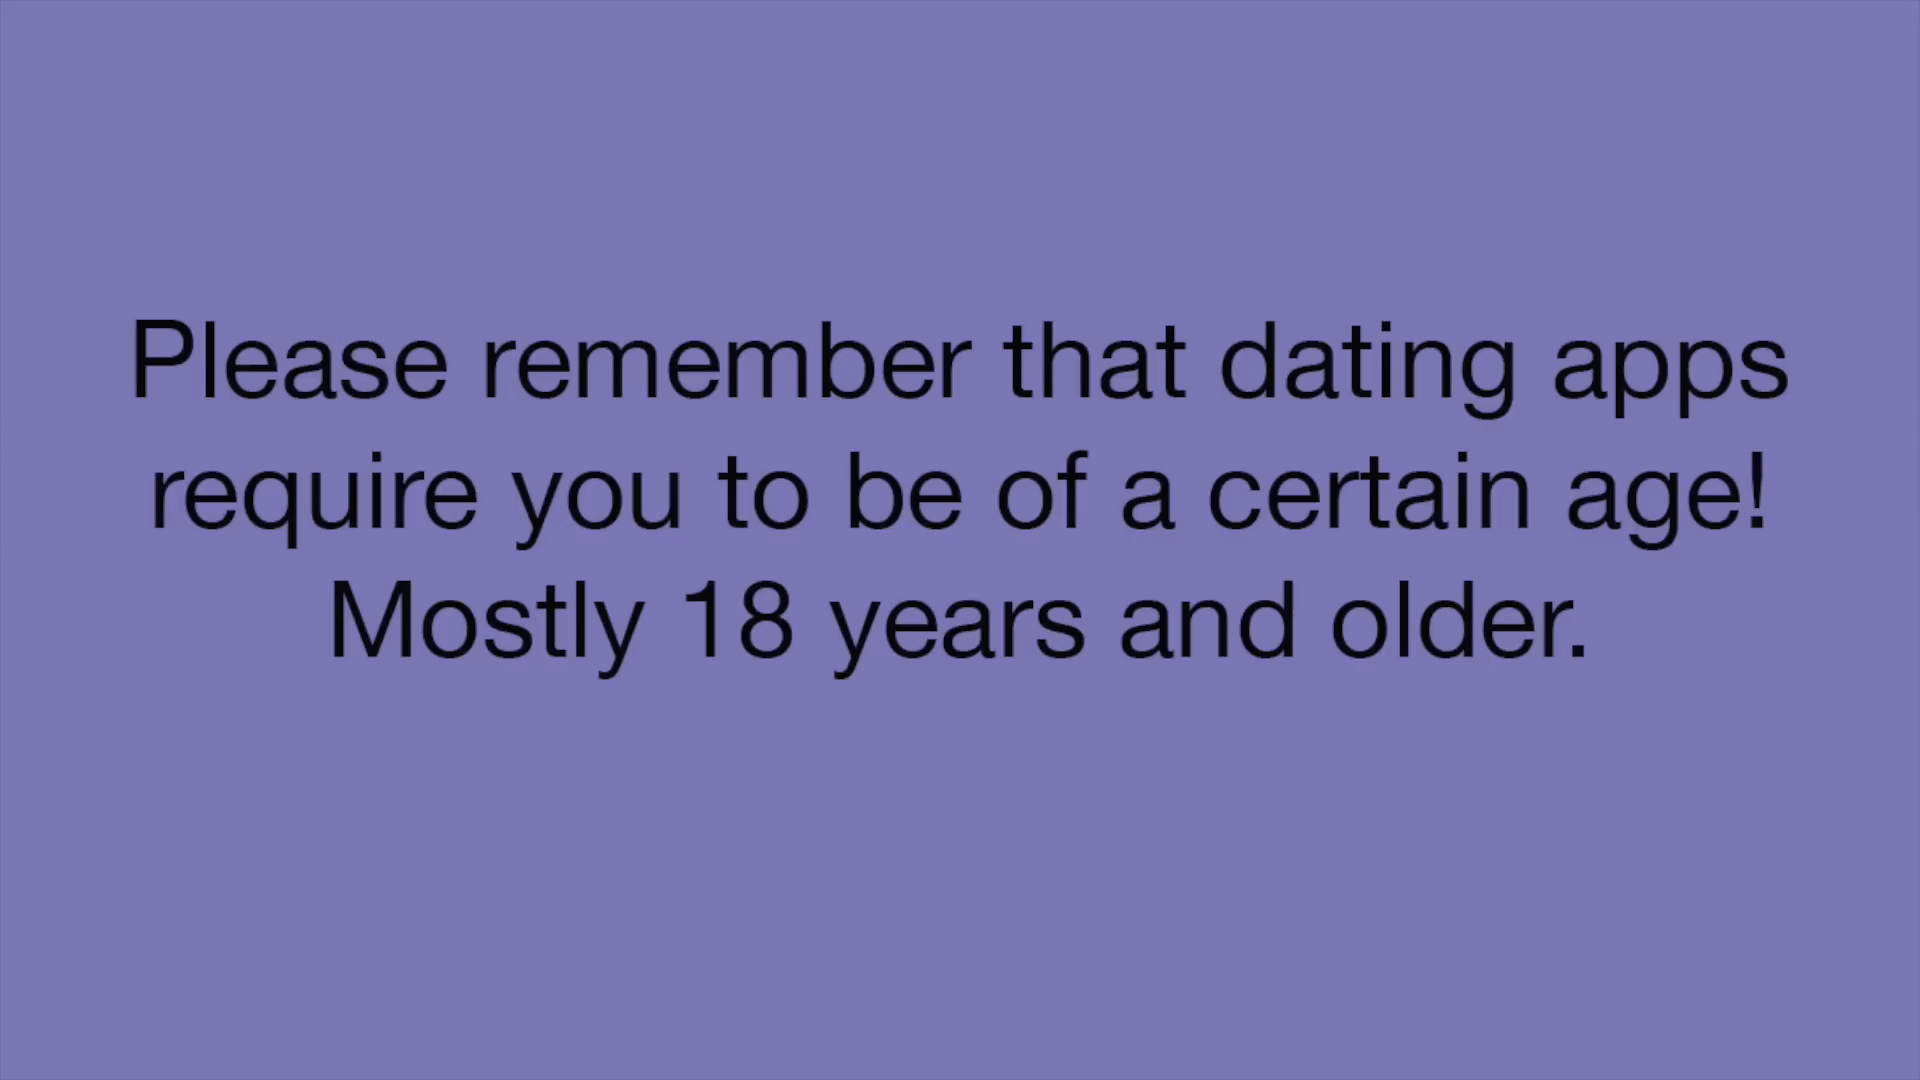 Please remember that dating apps
require you to be of a certain age!
Mostly 18 years and older.